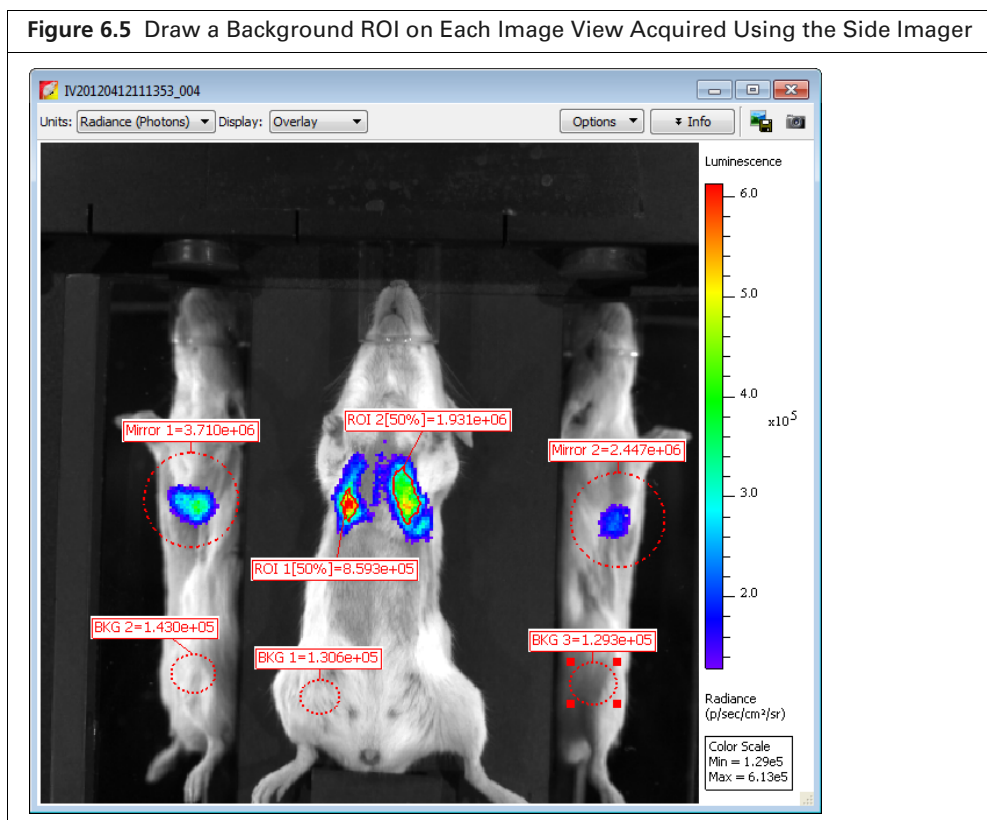 Figure 6.5 Draw a Background ROI on Each Image View Acquired Using the Side Imager
IV20120412111353_004
Units: Radiance (Photons) Display: Overlay Options Info
Luminescence
6.0
5.0
4.0
x10⁵
3.0
2.0
Mirror 1=3.710e+06
ROI 2[50%]=1.931e+06
Mirror 2=2.447e+06
ROI 1[50%]=8.593e+05
BKG 2=1.430e+05
BKG 1=1.306e+05
BKG 3=1.293e+05
Radiance
(p/sec/cm²/sr)
Color Scale
Min = 1.29e5
Max = 6.13e5